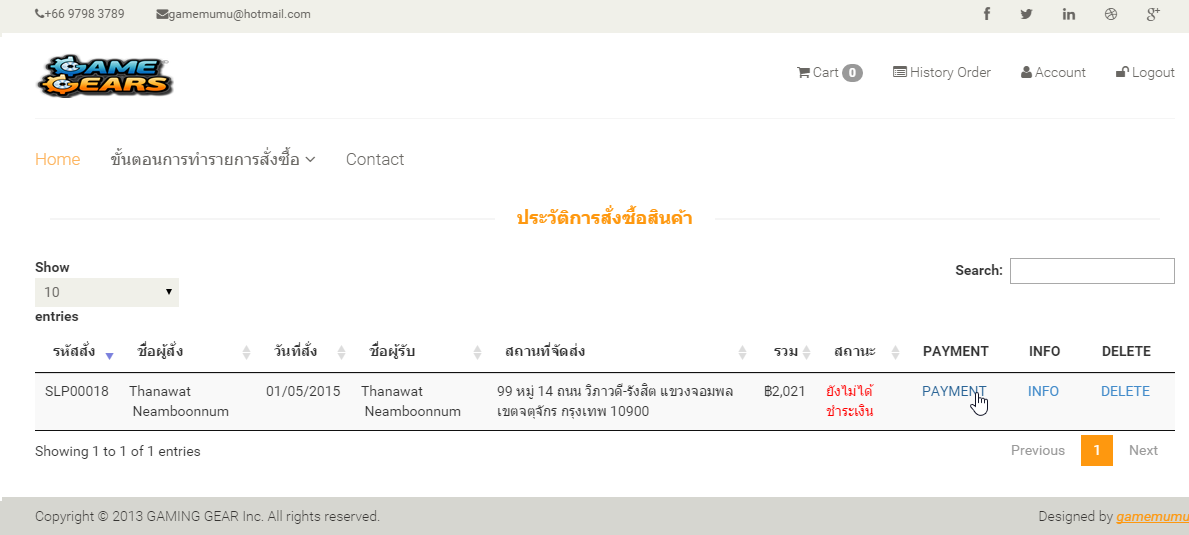 +66 9798 3789 gamemumu@hotmail.com
GAME GEARS
Cart 0 History Order Account Logout
Home ขั้นตอนการทำรายการสั่งซื้อ Contact
ประวัติการสั่งซื้อสินค้า
Show
10
entries
Search:
รหัสสั่ง ชื่อผู้สั่ง วันที่สั่ง ชื่อผู้รับ สถานที่จัดส่ง รวม สถานะ PAYMENT INFO DELETE
SLP00018 Thanawat 01/05/2015 Thanawat 99 หมู่ 14 ถนน วิภาวดี-รังสิต แขวงจอมพล ฿2,021 ยังไม่ได้ PAYMENT INFO DELETE
Neamboonnum Neamboonnum เขตจตุจักร กรุงเทพ 10900 ชำระเงิน
Showing 1 to 1 of 1 entries Previous 1 Next
Copyright © 2013 GAMING GEAR Inc. All rights reserved. Designed by gamemumu